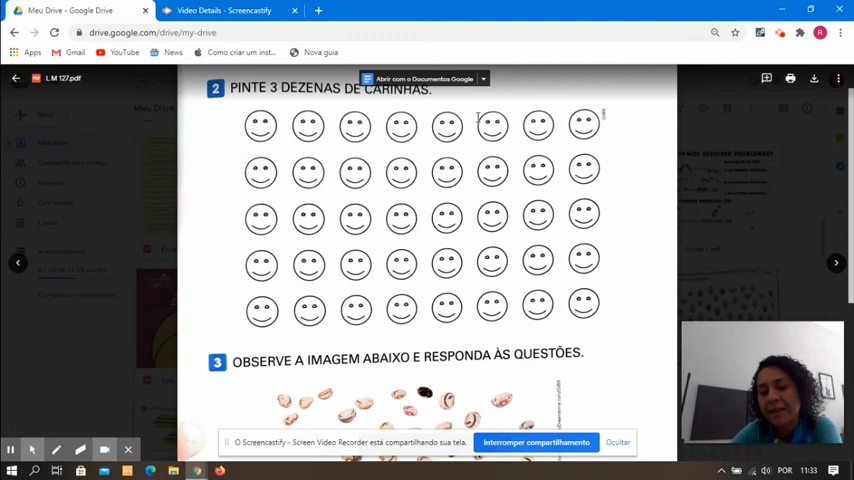 Meu Drive - Google Drive
Video Details - Screencastify
drive.google.com/drive/my-drive
Apps
Gmail
YouTube
News
Como criar um inst...
Nova guia
L M 127.pdf
Abrir com o Documentos Google
Meu Drive
2 PINTE 3 DEZENAS DE CARINHAS.
3 OBSERVE A IMAGEM ABAIXO E RESPONDA ÀS QUESTÕES.
O Screencastify - Screen Video Recorder está compartilhando sua tela.
Interromper compartilhamento
Ocultar
POR
11:33